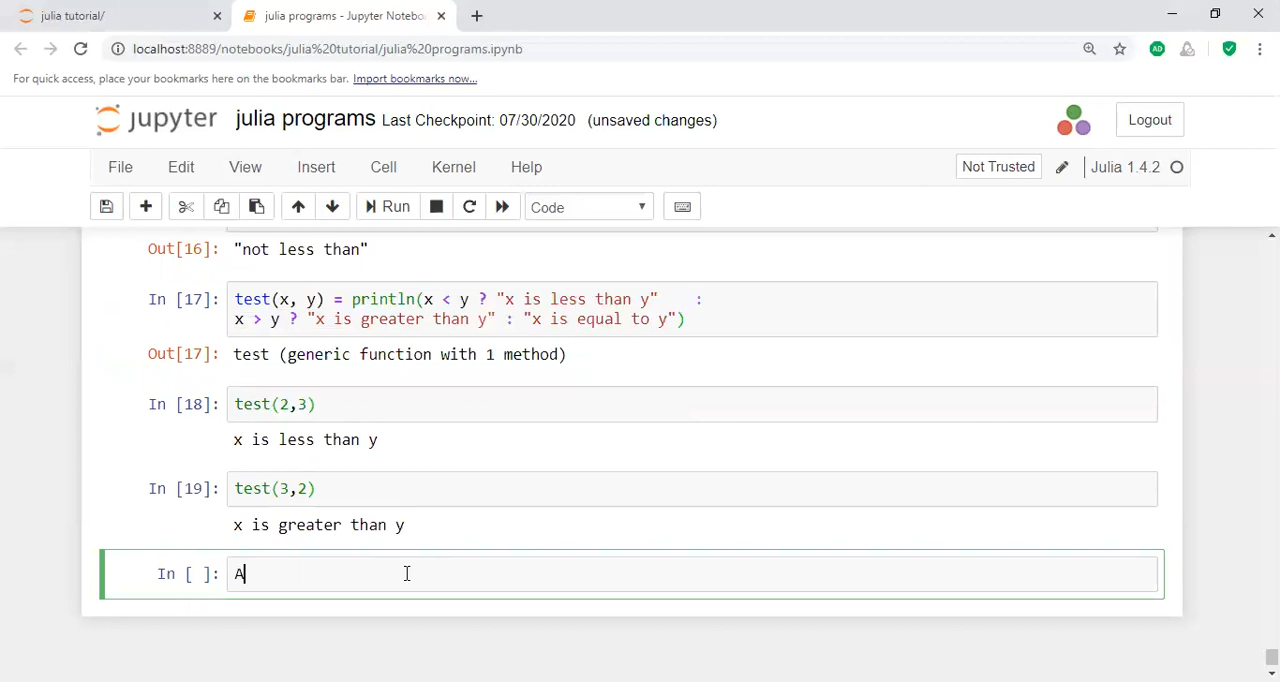 julia tutorial/
julia programs - Jupyter Notebo
localhost:8889/notebooks/julia%20tutorial/julia%20programs.ipynb
AD
For quick access, place your bookmarks here on the bookmarks bar. Import bookmarks now...
jupyter julia programs Last Checkpoint: 07/30/2020 (unsaved changes)
Logout
File Edit View Insert Cell Kernel Help
Not Trusted
Julia 1.4.2
Run
Code
Out[16]: "not less than"
In [17]: test(x, y) = println(x < y ? "x is less than y" :
x > y ? "x is greater than y" : "x is equal to y")
Out[17]: test (generic function with 1 method)
In [18]: test(2,3)
x is less than y
In [19]: test(3,2)
x is greater than y
In [ ]: A